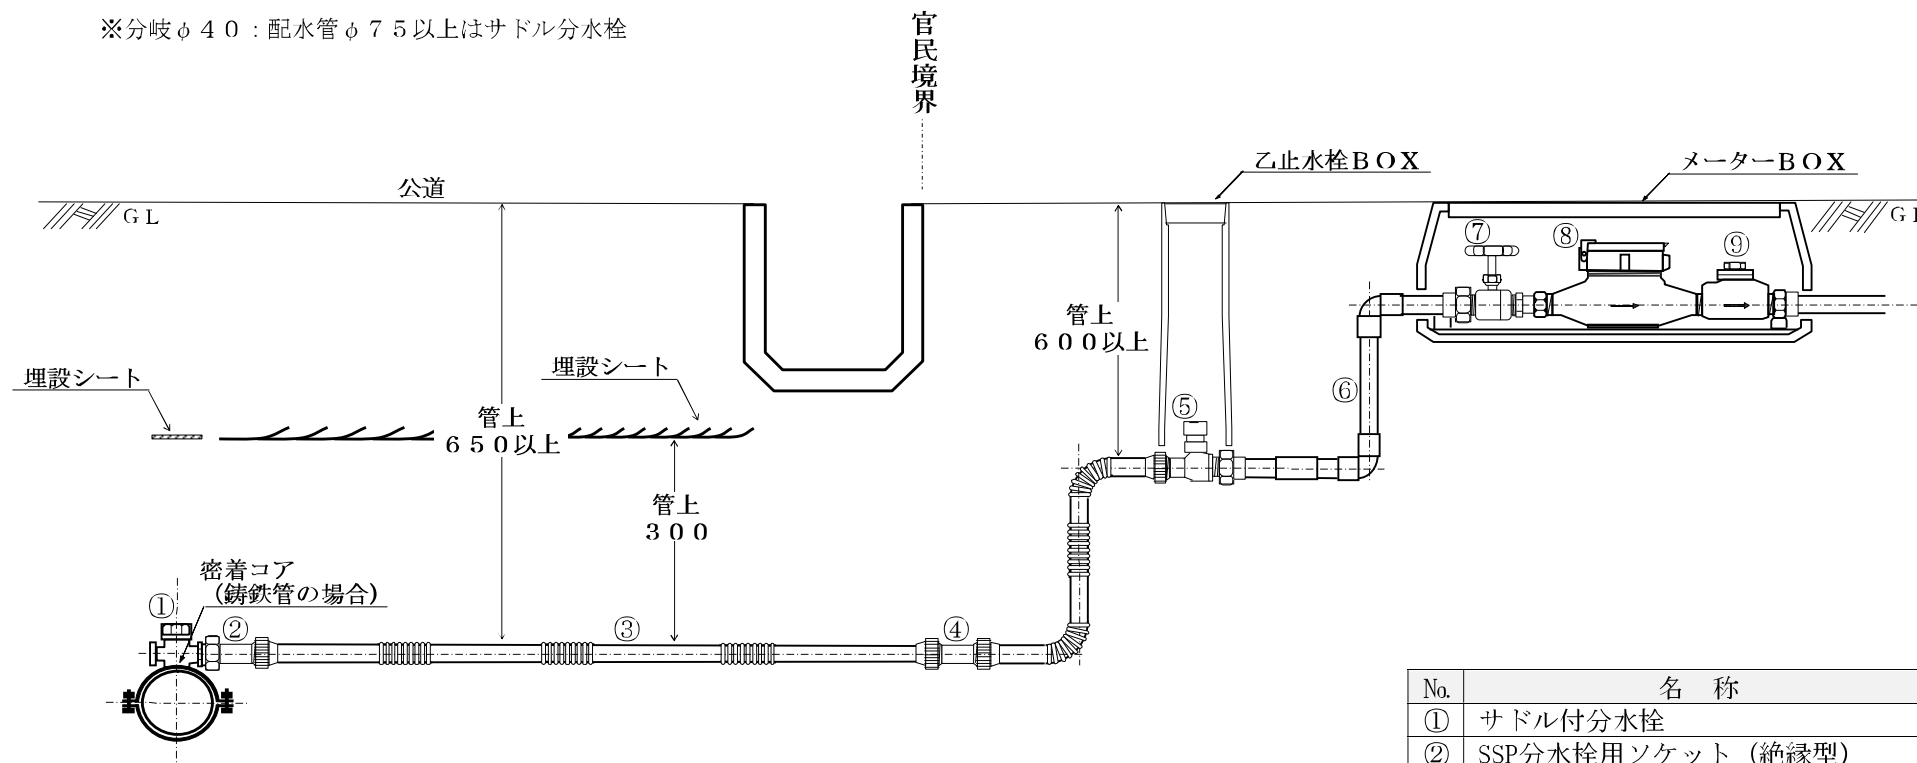 ※分岐φ４０：配水管φ７５以上はサドル分水栓
官民境界
乙止水栓ＢＯＸ
メーターＢＯＸ
公道
ＧＬ
ＧＬ
⑦
⑧
⑨
管上
６００以上
⑥
埋設シート
埋設シート
⑤
管上
６５０以上
管上
３００
密着コア
（鋳鉄管の場合）
①
②
③
④
№ 名　称
① サドル付分水栓
② SSP分水栓用ソケット（絶縁型）